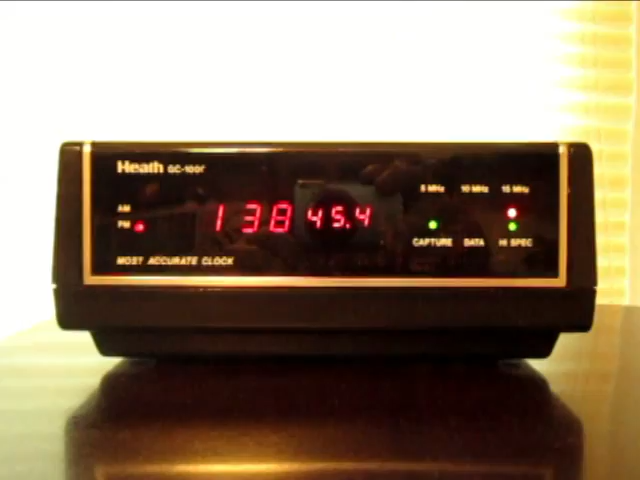 Heath GC-1000
5 MHz 10 MHz 15 MHz
AM
PM
1 38 45.4
CAPTURE DATA HI SPEC
MOST ACCURATE CLOCK